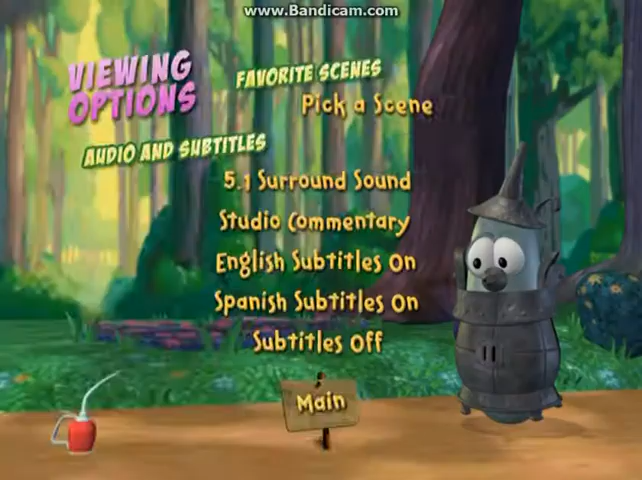 www.Bandicam.com
VIEWING
OPTIONS
FAVORITE SCENES
Pick a Scene
AUDIO AND SUBTITLES
5.1 Surround Sound
Studio Commentary
English Subtitles On
Spanish Subtitles On
Subtitles Off
Main